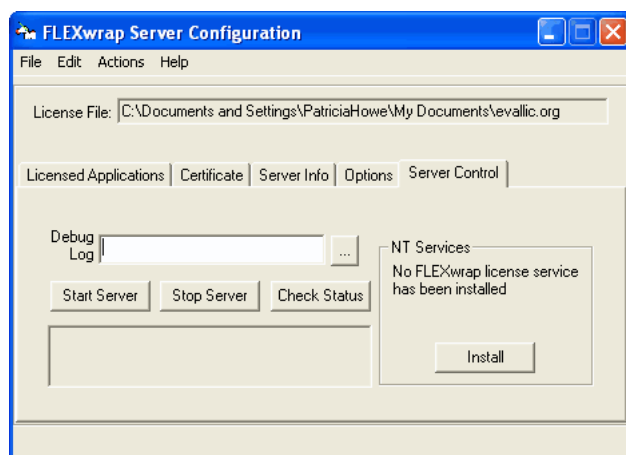 FLEXwrap Server Configuration
File Edit Actions Help
License File: C:\Documents and Settings\PatriciaHowe\My Documents\evallic.org
Licensed Applications Certificate Server Info Options Server Control
Debug
Log
...
Start Server Stop Server Check Status
NT Services
No FLEXwrap license service
has been installed
Install